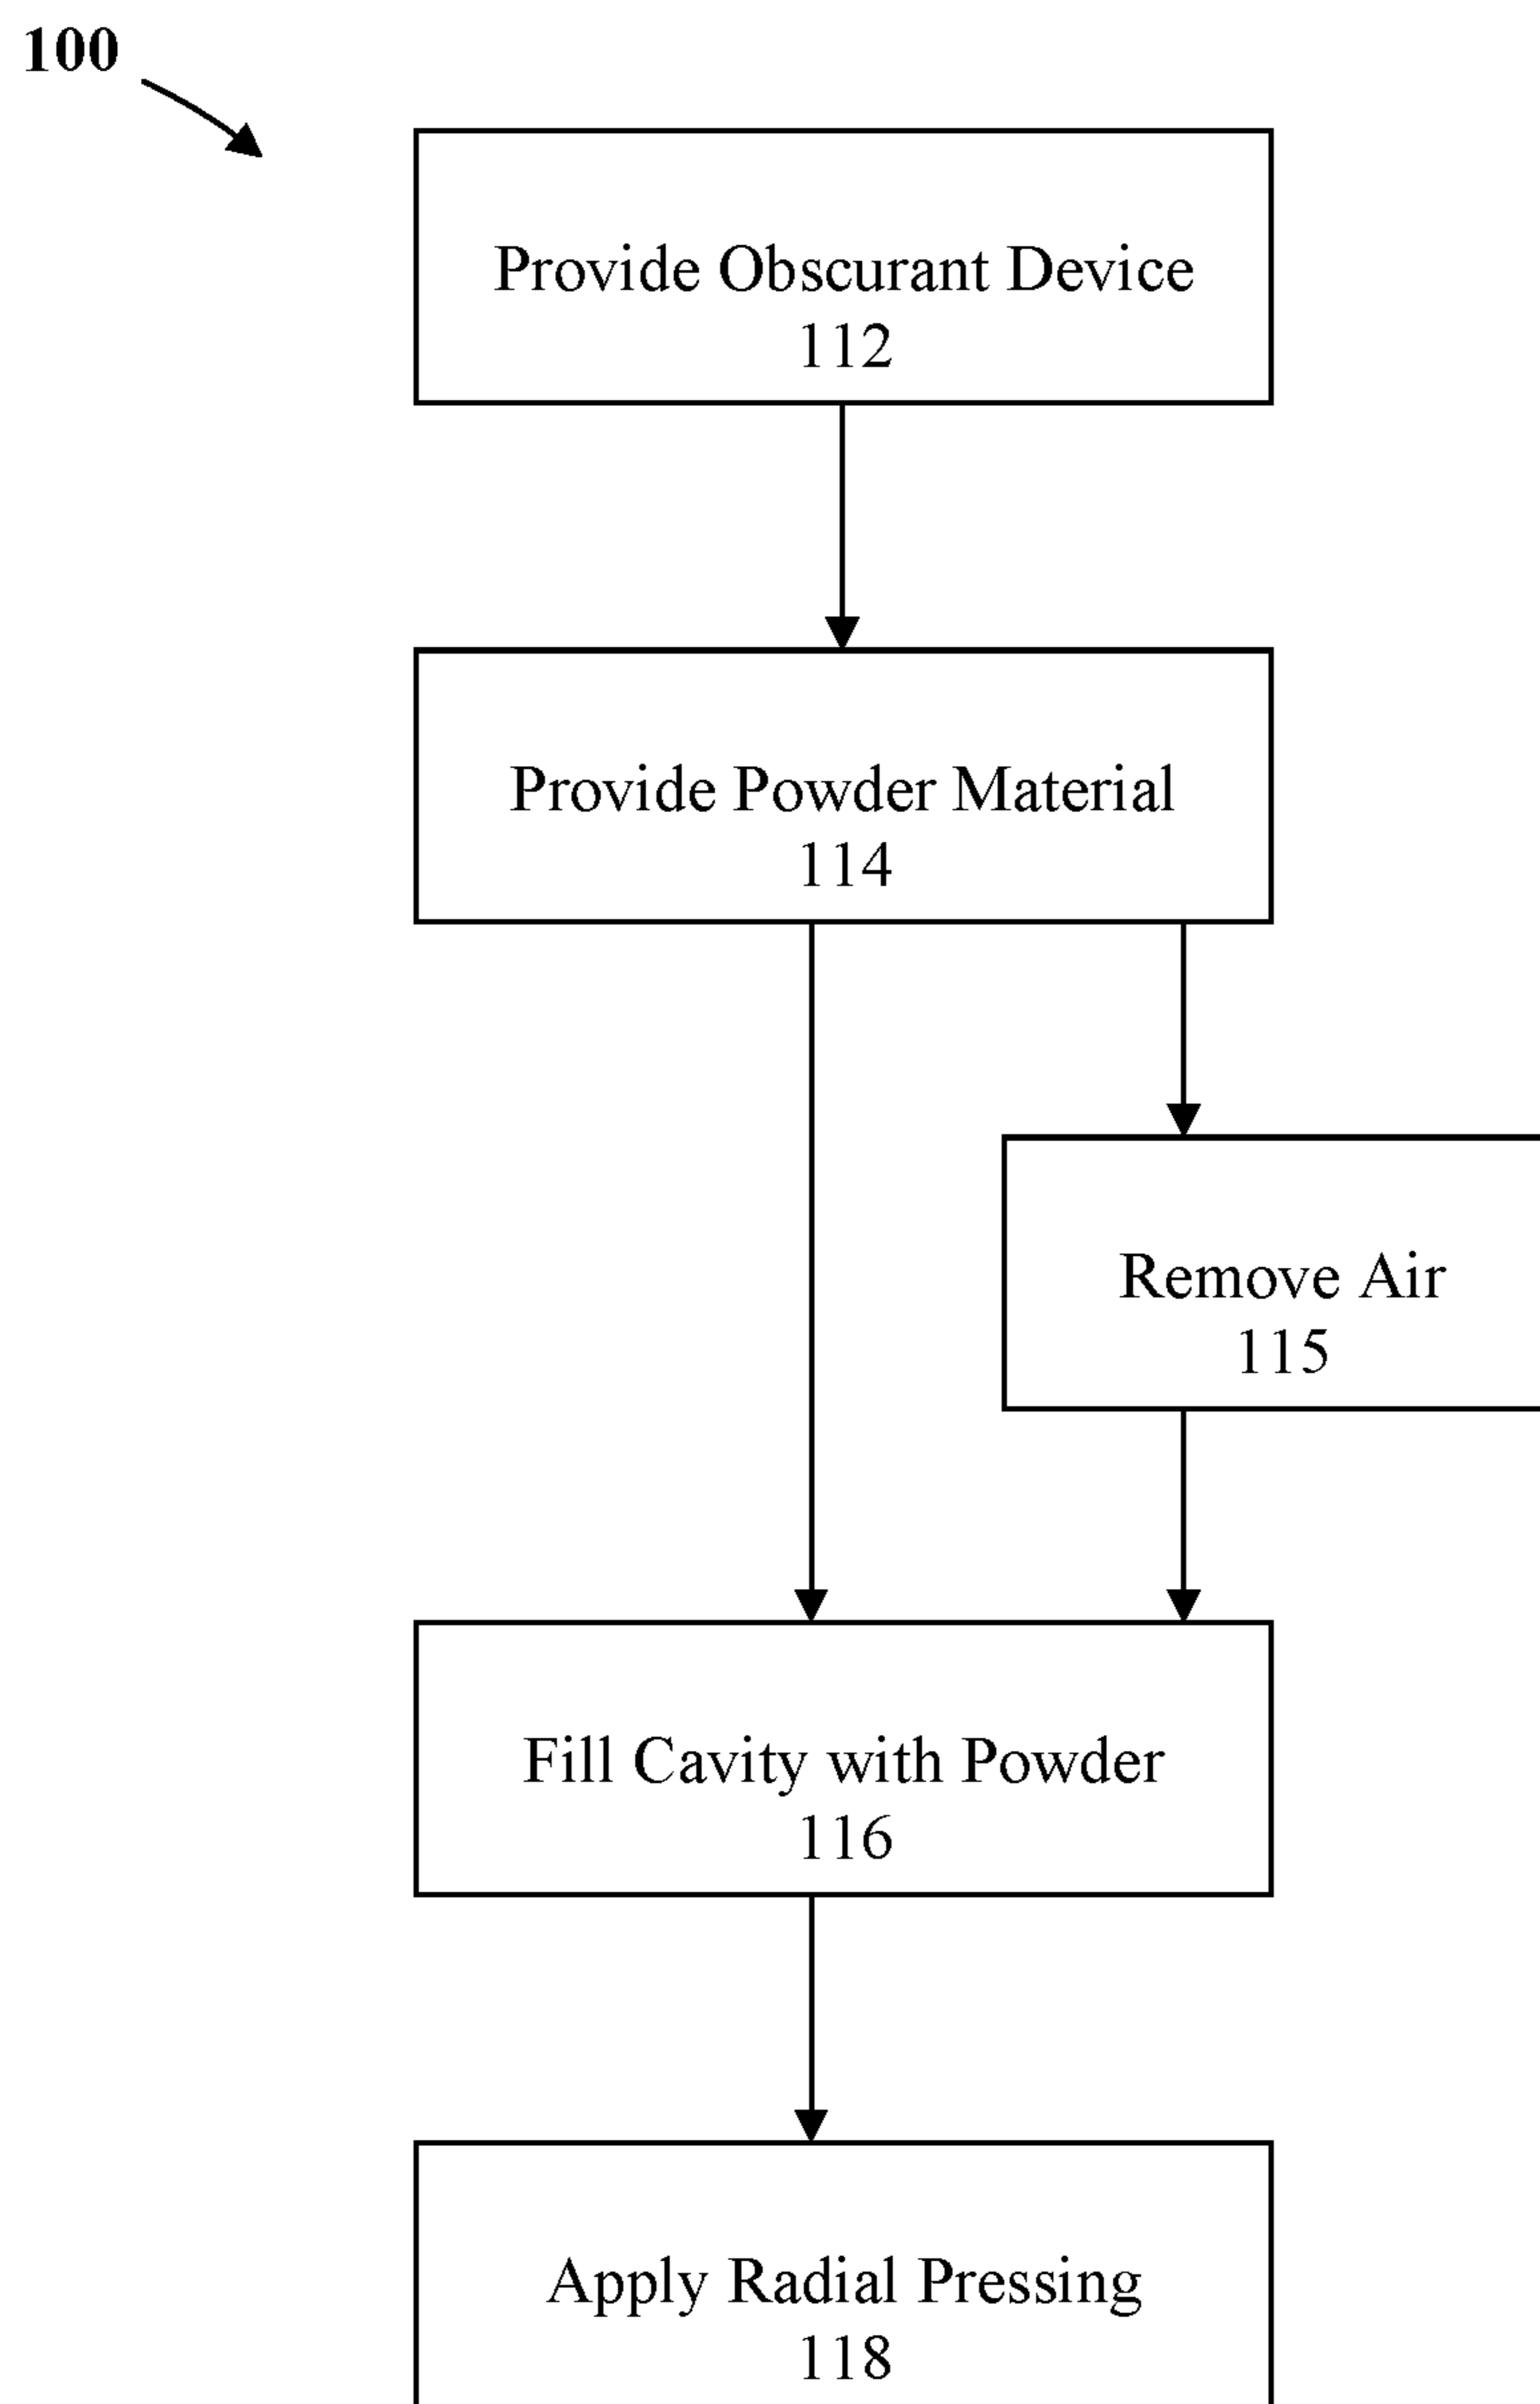 100
Provide Obscurant Device
112
Provide Powder Material
114
Remove Air
115
Fill Cavity with Powder
116
Apply Radial Pressing
118